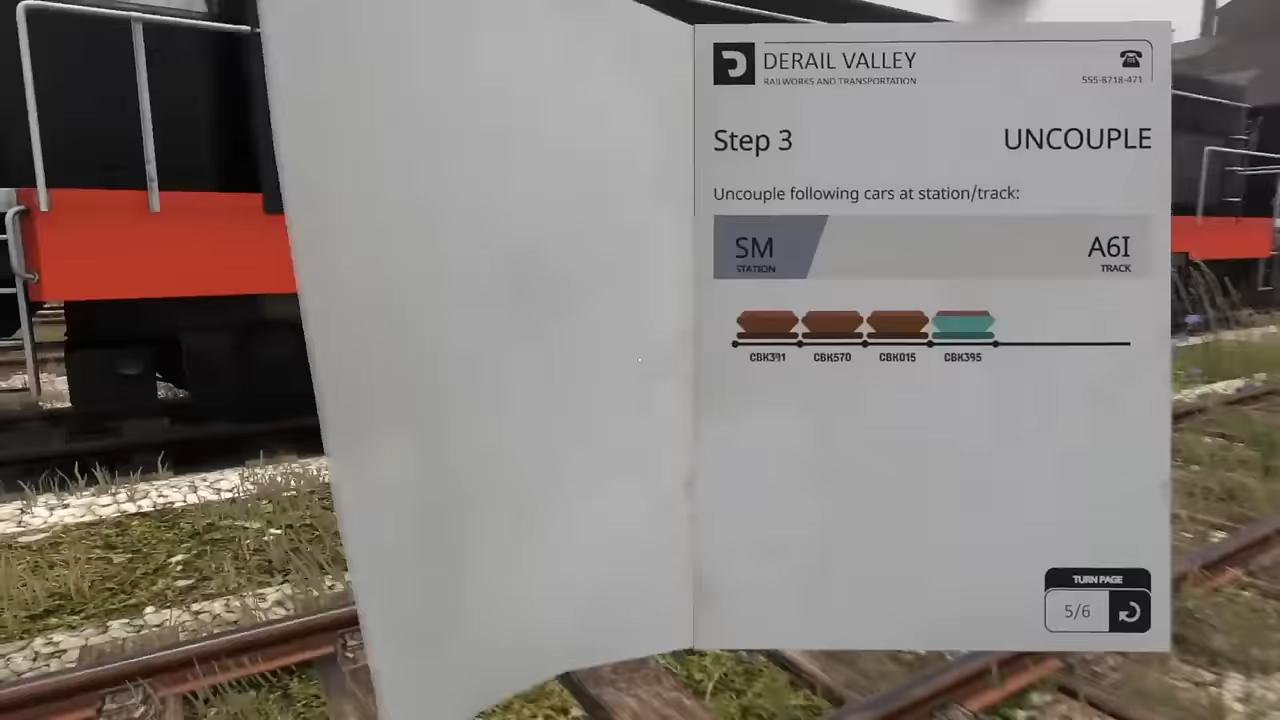 DERAIL VALLEY
RAILWORKS AND TRANSPORTATION
555-8718-471
Step 3
UNCOUPLE
Uncouple following cars at station/track:
SM
STATION
A6I
TRACK
CBK391
CBK570
CBK015
CBK395
TURN PAGE
5/6